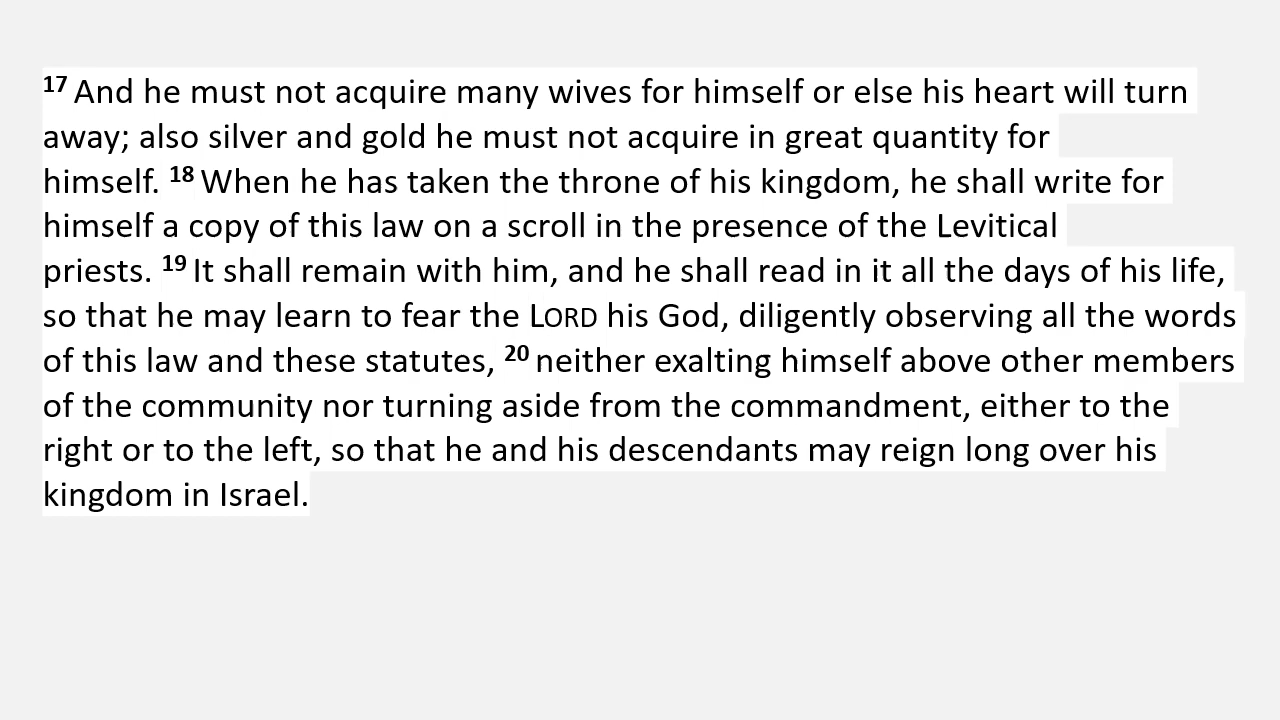 17 And he must not acquire many wives for himself or else his heart will turn
away; also silver and gold he must not acquire in great quantity for
himself. 18 When he has taken the throne of his kingdom, he shall write for
himself a copy of this law on a scroll in the presence of the Levitical
priests. 19 It shall remain with him, and he shall read in it all the days of his life,
so that he may learn to fear the LORD his God, diligently observing all the words
of this law and these statutes, 20 neither exalting himself above other members
of the community nor turning aside from the commandment, either to the
right or to the left, so that he and his descendants may reign long over his
kingdom in Israel.